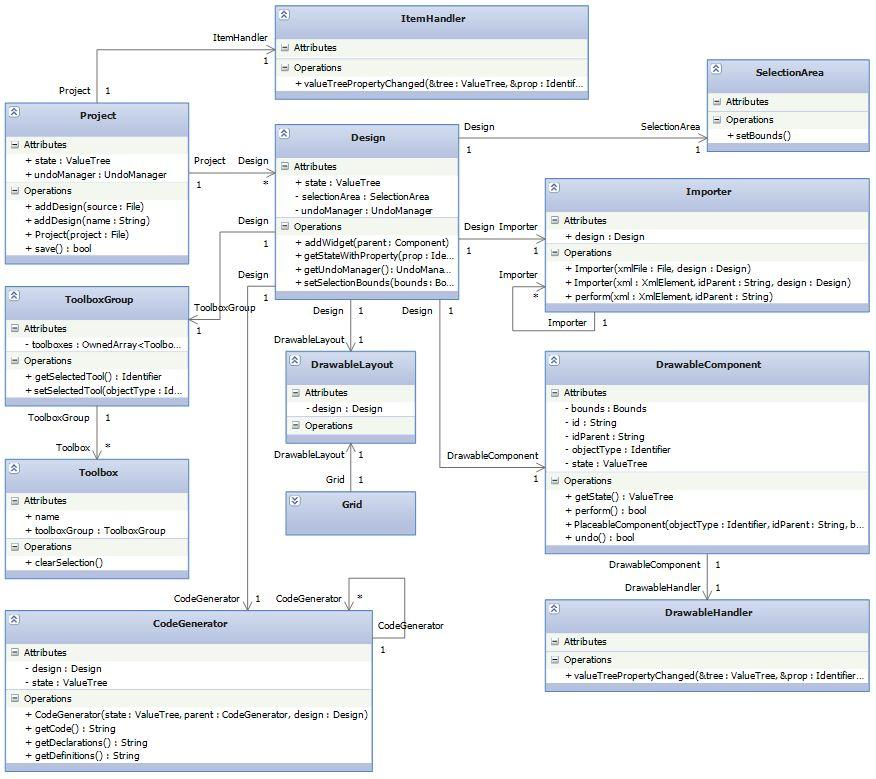 ItemHandler
Attributes
Operations
+ valueTreePropertyChanged(&tree : ValueTree, &prop : Identif...
ItemHandler
1
Project 1
Project
Attributes
+ state : ValueTree
+ undoManager : UndoManager
Operations
+ addDesign(source : File)
+ addDesign(name : String)
+ Project(project : File)
+ save() : bool
Project Design
1 *
Design
Attributes
+ state : ValueTree
- selectionArea : SelectionArea
- undoManager : UndoManager
Operations
+ addWidget(parent : Component)
+ getStateWithProperty(prop : Ide...
+ getUndoManager() : UndoMana...
+ setSelectionBounds(bounds : Bo...
Design SelectionArea
1 1
SelectionArea
Attributes
Operations
+ setBounds()
Design Importer
1 1
Importer
Attributes
+ design : Design
Operations
+ Importer(xmlFile : File, design : Design)
+ Importer(xml : XmlElement, idParent : String, design : Design)
+ perform(xml : XmlElement, idParent : String)
Importer
*
Importer 1
Design
1
ToolboxGroup
1
Design
1
ToolboxGroup
Attributes
- toolboxes : OwnedArray<Toolbo...
Operations
+ getSelectedTool() : Identifier
+ setSelectedTool(objectType : Id...
ToolboxGroup 1
Toolbox *
Toolbox
Attributes
+ name
+ toolboxGroup : ToolboxGroup
Operations
+ clearSelection()
Design 1
DrawableLayout 1
DrawableLayout
Attributes
- design : Design
Operations
DrawableLayout 1
Grid 1
Grid
Design 1
DrawableComponent
1
DrawableComponent
Attributes
- bounds : Bounds
- id : String
- idParent : String
- objectType : Identifier
- state : ValueTree
Operations
+ getState() : ValueTree
+ perform() : bool
+ PlaceableComponent(objectType : Identifier, idParent : String, b...
+ undo() : bool
DrawableComponent 1
DrawableHandler 1
DrawableHandler
Attributes
Operations
+ valueTreePropertyChanged(&tree : ValueTree, &prop : Identifier...
CodeGenerator 1
CodeGenerator *
CodeGenerator
1
CodeGenerator
Attributes
- design : Design
- state : ValueTree
Operations
+ CodeGenerator(state : ValueTree, parent : CodeGenerator, design : Design)
+ getCode() : String
+ getDeclarations() : String
+ getDefinitions() : String